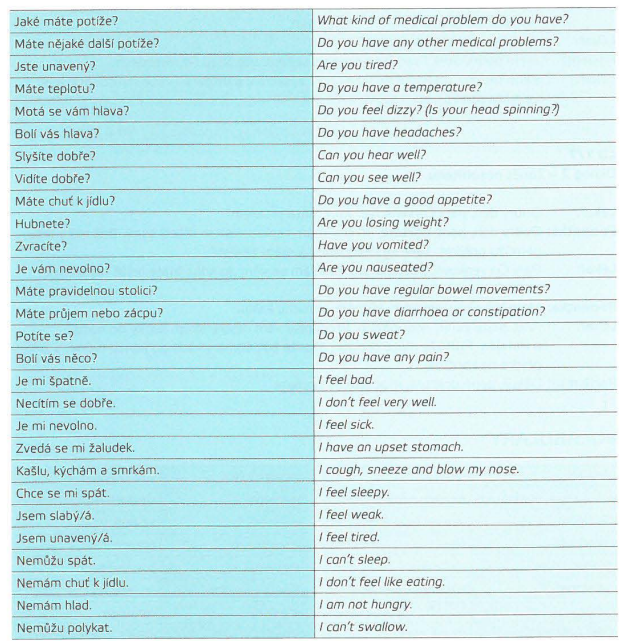 Jaké máte potíže? What kind of medical problem do you have?
Máte nějaké další potíže? Do you have any other medical problems?
Jste unavený? Are you tired?
Máte teplotu? Do you have a temperature?
Motá se vám hlava? Do you feel dizzy? (Is your head spinning?)
Bolí vás hlava? Do you have headaches?
Slyšíte dobře? Can you hear well?
Vidíte dobře? Can you see well?
Máte chuť k jídlu? Do you have a good appetite?
Hubnete? Are you losing weight?
Zvracíte? Have you vomited?
Je vám nevolno? Are you nauseated?
Máte pravidelnou stolici? Do you have regular bowel movements?
Máte průjem nebo zácpu? Do you have diarrhoea or constipation?
Potíte se? Do you sweat?
Bolí vás něco? Do you have any pain?
Je mi špatně. I feel bad.
Necítím se dobře. I don't feel very well.
Je mi nevolno. I feel sick.
Zvedá se mi žaludek. I have an upset stomach.
Kašlu, kýchám a smrkám. I cough, sneeze and blow my nose.
Chce se mi spát. I feel sleepy.
Jsem slabý/á. I feel weak.
Jsem unavený/á. I feel tired.
Nemůžu spát. I can't sleep.
Nemám chuť k jídlu. I don't feel like eating.
Nemám hlad. I am not hungry.
Nemůžu polykat. I can't swallow.